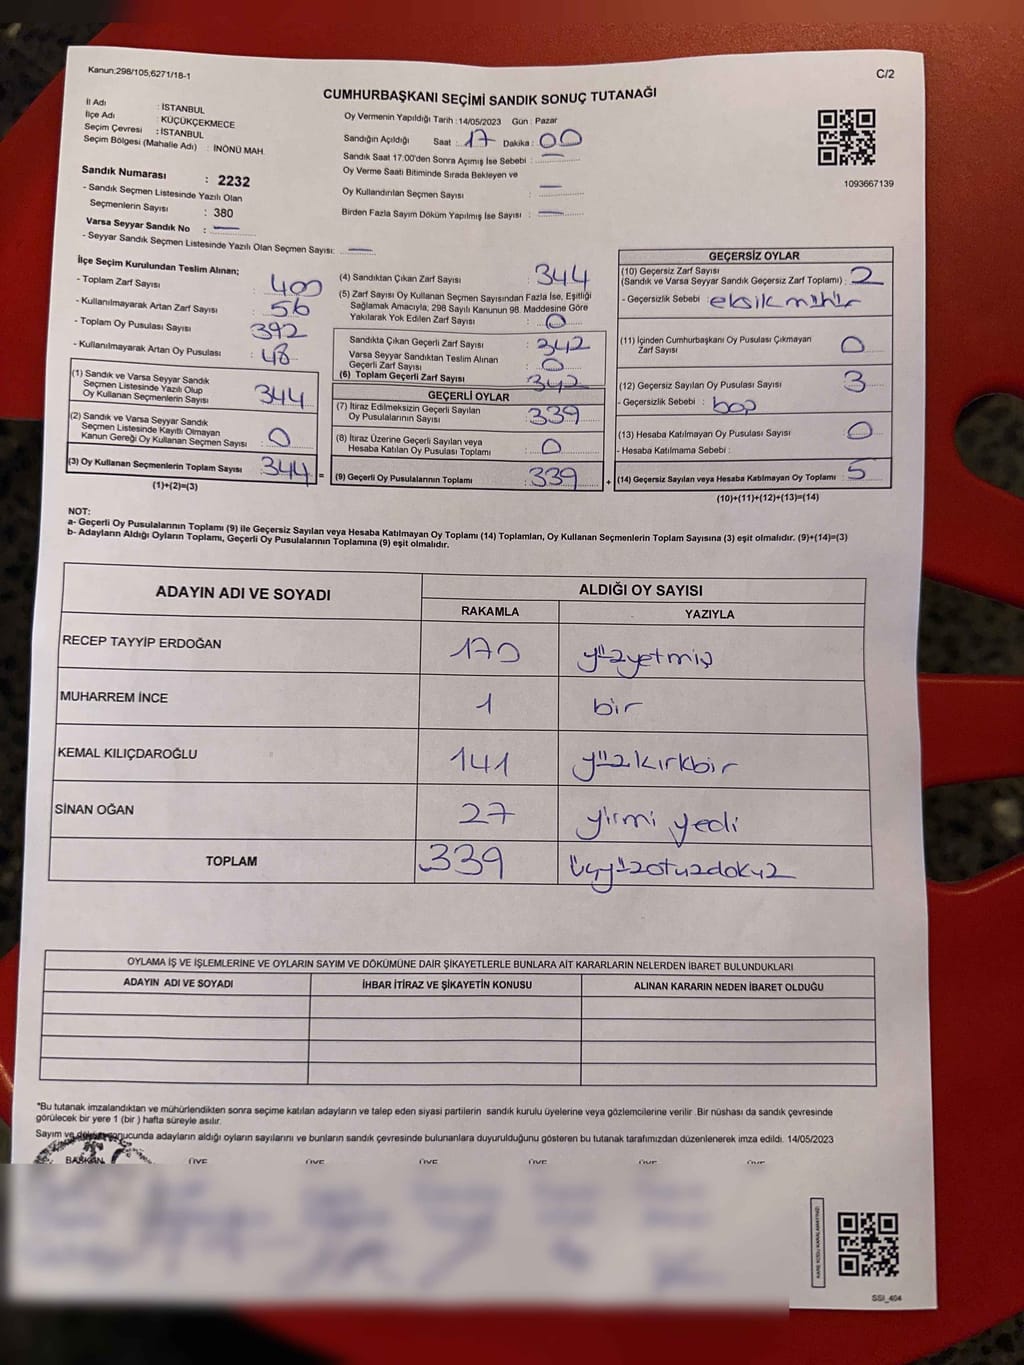 Kanun:298/105,6271/18-1
C/2
CUMHURBAŞKANI SEÇİMİ SANDIK SONUÇ TUTANAĞI
İl Adı : İSTANBUL
İlçe Adı : KÜÇÜKÇEKMECE
Seçim Çevresi : İSTANBUL
Seçim Bölgesi (Mahalle Adı) : İNÖNÜ MAH.
Sandık Numarası : 2232
- Sandık Seçmen Listesinde Yazılı Olan
Seçmenlerin Sayısı : 380
Varsa Seyyar Sandık No : —
- Seyyar Sandık Seçmen Listesinde Yazılı Olan Seçmen Sayısı: —
Oy Vermenin Yapıldığı Tarih : 14/05/2023 Gün : Pazar
Sandığın Açıldığı Saat : 17 Dakika : 00
Sandık Saat 17:00'den Sonra Açımış İse Sebebi : —
Oy Verme Saati Bitiminde Sırada Bekleyen ve
Oy Kullandırılan Seçmen Sayısı : —
Birden Fazla Sayım Döküm Yapılmış İse Sayısı : —
1093667139
İlçe Seçim Kurulundan Teslim Alınan;
- Toplam Zarf Sayısı : 400
- Kullanılmayarak Artan Zarf Sayısı : 56
- Toplam Oy Pusulası Sayısı : 392
- Kullanılmayarak Artan Oy Pusulası : 48
(1) Sandık ve Varsa Seyyar Sandık
Seçmen Listesinde Yazılı Olup
Oy Kullanan Seçmenlerin Sayısı : 344
(2) Sandık ve Varsa Seyyar Sandık
Seçmen Listesinde Kayıtlı Olmayan
Kanun Gereği Oy Kullanan Seçmen Sayısı : 0
(3) Oy Kullanan Seçmenlerin Toplam Sayısı : 344 =
(1)+(2)=(3)
(4) Sandıktan Çıkan Zarf Sayısı : 344
(5) Zarf Sayısı Oy Kullanan Seçmen Sayısından Fazla İse, Eşitliği
Sağlamak Amacıyla, 298 Sayılı Kanunun 98. Maddesine Göre
Yakılarak Yok Edilen Zarf Sayısı : 0
Sandıkta Çıkan Geçerli Zarf Sayısı : 342
Varsa Seyyar Sandıktan Teslim Alınan
Geçerli Zarf Sayısı : 0
(6) Toplam Geçerli Zarf Sayısı : 342
GEÇERLİ OYLAR
(7) İtiraz Edilmeksizin Geçerli Sayılan
Oy Pusulalarının Sayısı : 339
(8) İtiraz Üzerine Geçerli Sayılan veya
Hesaba Katılan Oy Pusulası Toplamı : 0
(9) Geçerli Oy Pusulalarının Toplamı : 339 +
GEÇERSİZ OYLAR
(10) Geçersiz Zarf Sayısı
(Sandık ve Varsa Seyyar Sandık Geçersiz Zarf Toplamı) : 2
- Geçersizlik Sebebi : eksik mühür
(11) İçinden Cumhurbaşkanı Oy Pusulası Çıkmayan
Zarf Sayısı : 0
(12) Geçersiz Sayılan Oy Pusulası Sayısı : 3
- Geçersizlik Sebebi : boş
(13) Hesaba Katılmayan Oy Pusulası Sayısı : 0
- Hesaba Katılmama Sebebi :
(14) Geçersiz Sayılan veya Hesaba Katılmayan Oy Toplamı : 5
(10)+(11)+(12)+(13)=(14)
NOT:
a- Geçerli Oy Pusulalarının Toplamı (9) ile Geçersiz Sayılan veya Hesaba Katılmayan Oy Toplamı (14) Toplamları, Oy Kullanan Seçmenlerin Toplam Sayısına (3) eşit olmalıdır. (9)+(14)=(3)
b- Adayların Aldığı Oyların Toplamı, Geçerli Oy Pusulalarının Toplamına (9) eşit olmalıdır.
ADAYIN ADI VE SOYADI ALDIĞI OY SAYISI
RAKAMLA YAZIYLA
RECEP TAYYİP ERDOĞAN 170 yüzyetmiş
MUHARREM İNCE 1 bir
KEMAL KILIÇDAROĞLU 141 yüzkırkbir
SİNAN OĞAN 27 yirmi yedi
TOPLAM 339 üçyüzotuzdokuz
OYLAMA İŞ VE İŞLEMLERİNE VE OYLARIN SAYIM VE DÖKÜMÜNE DAİR ŞİKAYETLERLE BUNLARA AİT KARARLARIN NELERDEN İBARET BULUNDUKLARI
ADAYIN ADI VE SOYADI İHBAR İTİRAZ VE ŞİKAYETİN KONUSU ALINAN KARARIN NEDEN İBARET OLDUĞU
*Bu tutanak imzalandıktan ve mühürlendikten sonra seçime katılan adayların ve talep eden siyasi partilerin sandık kurulu üyelerine veya gözlemcilerine verilir. Bir nüshası da sandık çevresinde
görülecek bir yere 1 (bir) hafta süreyle asılır.
Sayım ve döküm sonucunda adayların aldığı oyların sayılarını ve bunların sandık çevresinde bulunanlara duyurulduğunu gösteren bu tutanak tarafımızdan düzenlenerek imza edildi. 14/05/2023
BAŞKAN ÜYE ÜYE ÜYE ÜYE ÜYE ÜYE
KARE KODU KARALAMAYINIZ!
SSI_404